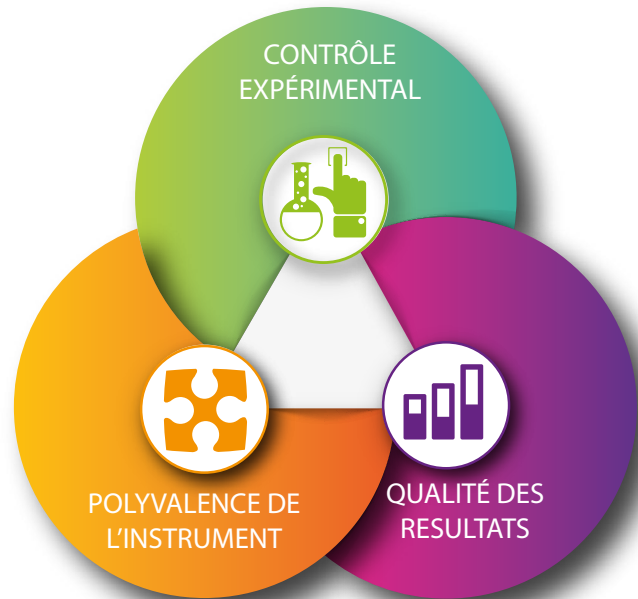 CONTRÔLE
EXPÉRIMENTAL
POLYVALENCE DE
L'INSTRUMENT
QUALITÉ DES
RESULTATS